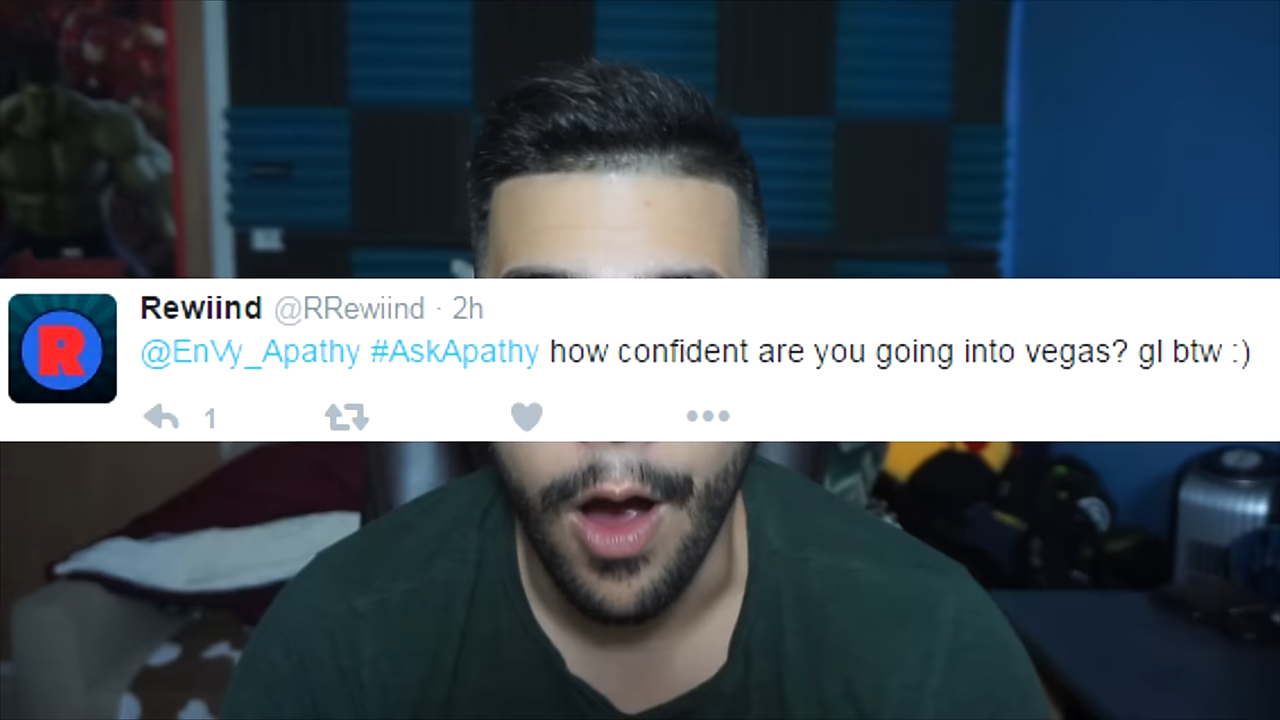 Rewiind @RRewiind · 2h
@EnVy_Apathy #AskApathy how confident are you going into vegas? gl btw :)
1
R